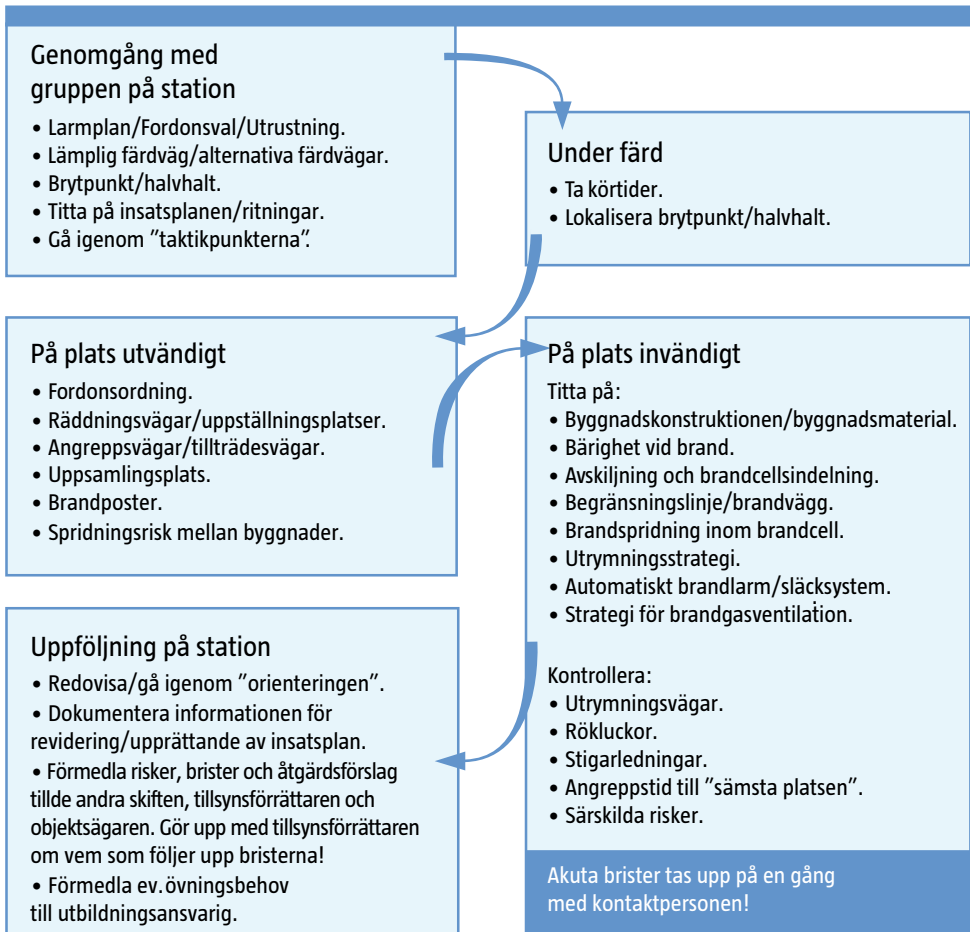 Genomgång med
gruppen på station
• Larmplan/Fordonsval/Utrustning.
• Lämplig färdväg/alternativa färdvägar.
• Brytpunkt/halvhalt.
• Titta på insatsplanen/ritningar.
• Gå igenom ”taktikpunkterna”.
Under färd
• Ta körtider.
• Lokalisera brytpunkt/halvhalt.
På plats utvändigt
• Fordonsordning.
• Räddningsvägar/uppställningsplatser.
• Angreppsvägar/tillträdesvägar.
• Uppsamlingsplats.
• Brandposter.
• Spridningsrisk mellan byggnader.
På plats invändigt
Titta på:
• Byggnadskonstruktionen/byggnadsmaterial.
• Bärighet vid brand.
• Avskiljning och brandcellsindelning.
• Begränsningslinje/brandvägg.
• Brandspridning inom brandcell.
• Utrymningsstrategi.
• Automatiskt brandlarm/släcksystem.
• Strategi för brandgasventilation.
Kontrollera:
• Utrymningsvägar.
• Rökluckor.
• Stigarledningar.
• Angreppstid till ”sämsta platsen”.
• Särskilda risker.
Akuta brister tas upp på en gång
med kontaktpersonen!
Uppföljning på station
• Redovisa/gå igenom ”orienteringen”.
• Dokumentera informationen för
revidering/upprättande av insatsplan.
• Förmedla risker, brister och åtgärdsförslag
tillde andra skiften, tillsynsförrättaren och
objektsägaren. Gör upp med tillsynsförrättaren
om vem som följer upp bristerna!
• Förmedla ev. övningsbehov
till utbildningsansvarig.